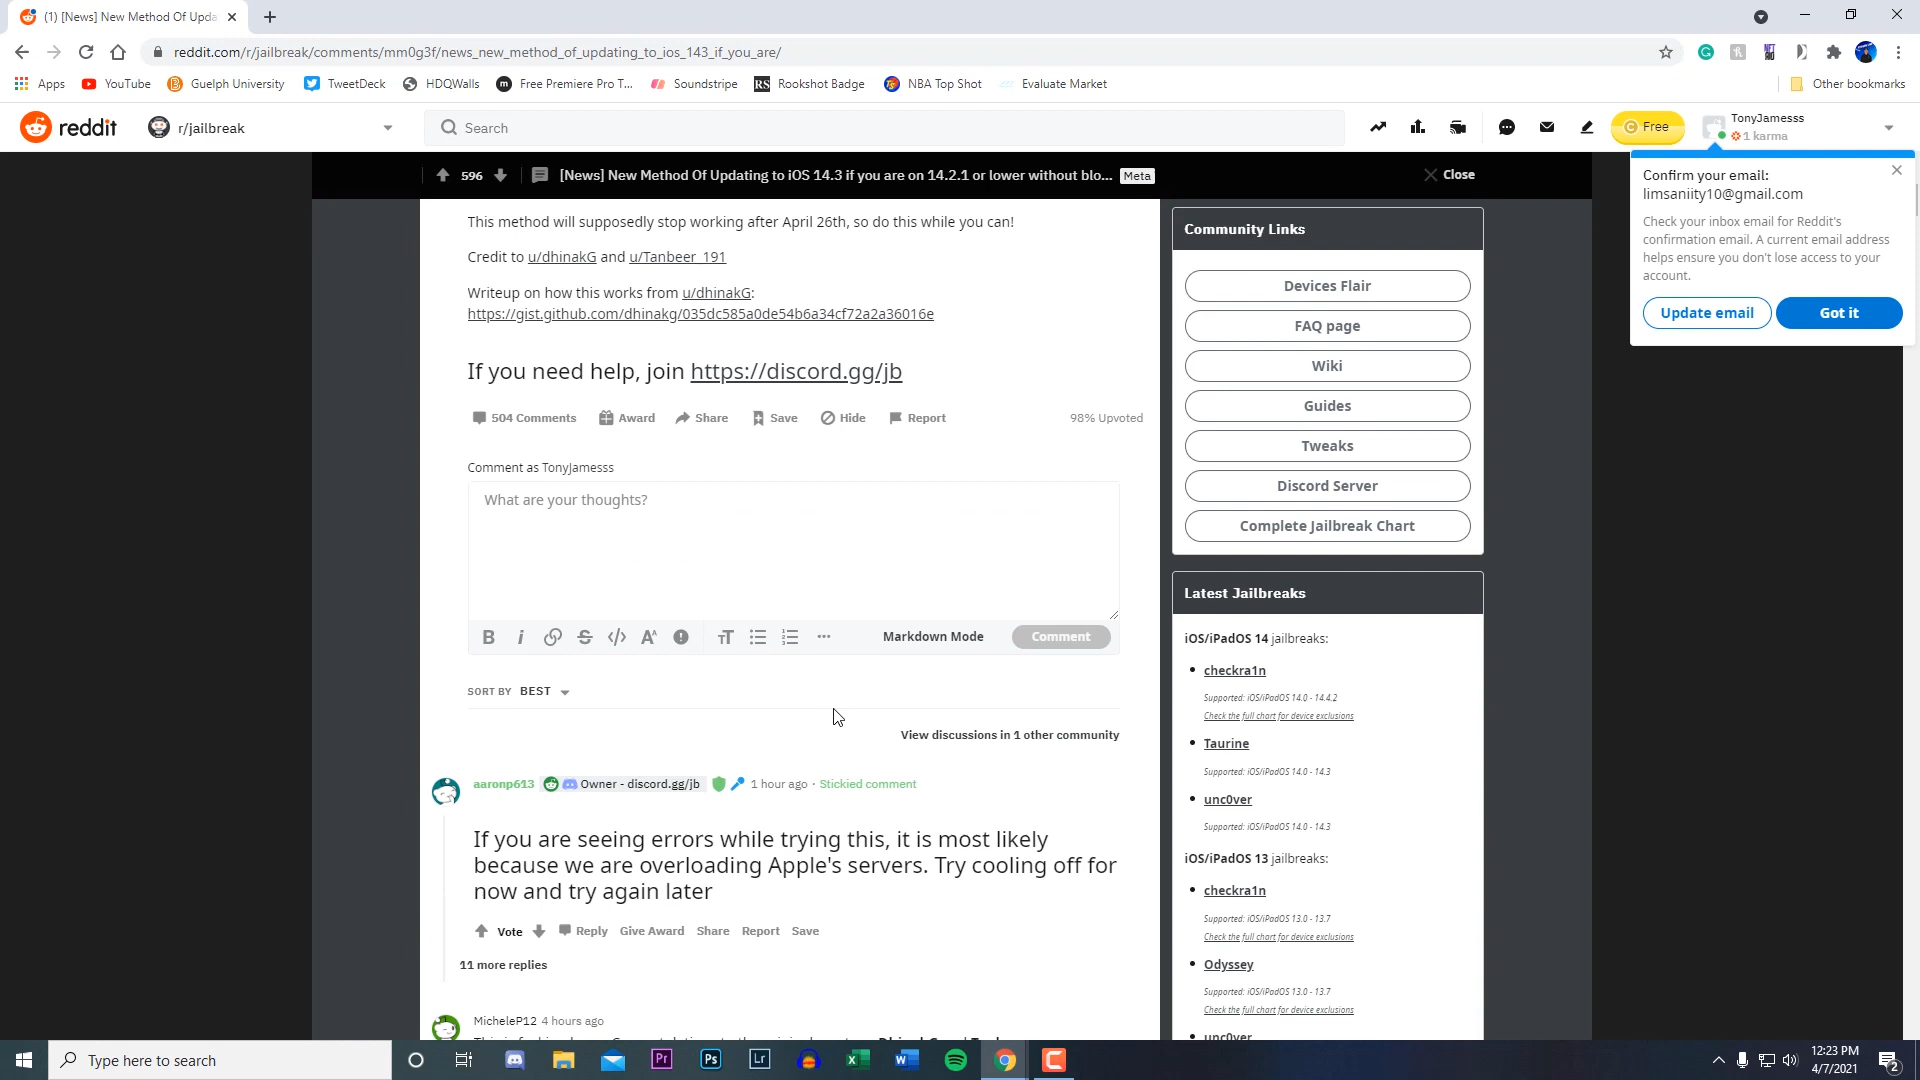 (1) [News] New Method Of Upda
reddit.com/r/jailbreak/comments/mm0g3f/news_new_method_of_updating_to_ios_143_if_you_are/
Apps YouTube Guelph University TweetDeck HDQWalls Free Premiere Pro T... Soundstripe RS Rookshot Badge NBA Top Shot Evaluate Market Other bookmarks
reddit r/jailbreak Search Free TonyJamesss
1 karma
596 [News] New Method Of Updating to iOS 14.3 if you are on 14.2.1 or lower without blo... Meta Close
This method will supposedly stop working after April 26th, so do this while you can!
Credit to u/dhinakG and u/Tanbeer_191
Writeup on how this works from u/dhinakG:
https://gist.github.com/dhinakg/035dc585a0de54b6a34cf72a2a36016e
If you need help, join https://discord.gg/jb
504 Comments Award Share Save Hide Report 98% Upvoted
Comment as TonyJamesss
What are your thoughts?
Markdown Mode Comment
SORT BY BEST
View discussions in 1 other community
aaronp613 Owner - discord.gg/jb 1 hour ago · Stickied comment
If you are seeing errors while trying this, it is most likely
because we are overloading Apple's servers. Try cooling off for
now and try again later
Vote Reply Give Award Share Report Save
11 more replies
MicheleP12 4 hours ago
Community Links
Devices Flair
FAQ page
Wiki
Guides
Tweaks
Discord Server
Complete Jailbreak Chart
Latest Jailbreaks
iOS/iPadOS 14 jailbreaks:
checkra1n
Supported: iOS/iPadOS 14.0 - 14.4.2
Check the full chart for device exclusions
Taurine
Supported: iOS/iPadOS 14.0 - 14.3
unc0ver
Supported: iOS/iPadOS 14.0 - 14.3
iOS/iPadOS 13 jailbreaks:
checkra1n
Supported: iOS/iPadOS 13.0 - 13.7
Check the full chart for device exclusions
Odyssey
Supported: iOS/iPadOS 13.0 - 13.7
Check the full chart for device exclusions
unc0ver
Confirm your email:
limsaniity10@gmail.com
Check your inbox email for Reddit's
confirmation email. A current email address
helps ensure you don't lose access to your
account.
Update email Got it
Type here to search
Pr Ps Lr
12:23 PM
4/7/2021
2